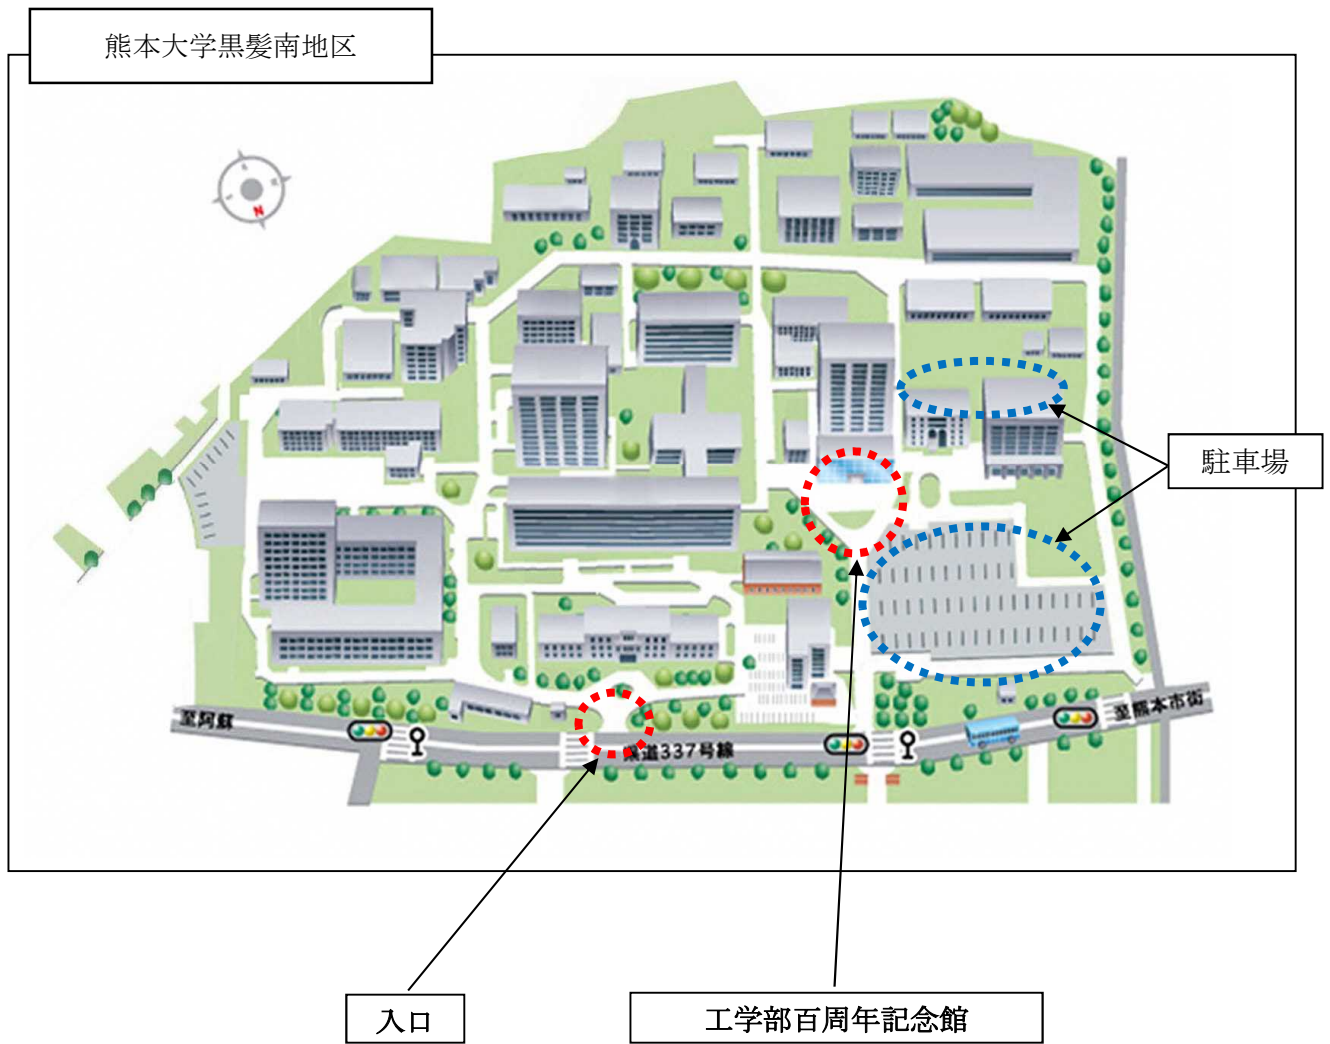 熊本大学黒髪南地区
N
駐車場
至阿蘇
至熊本市街
県道337号線
入口
工学部百周年記念館